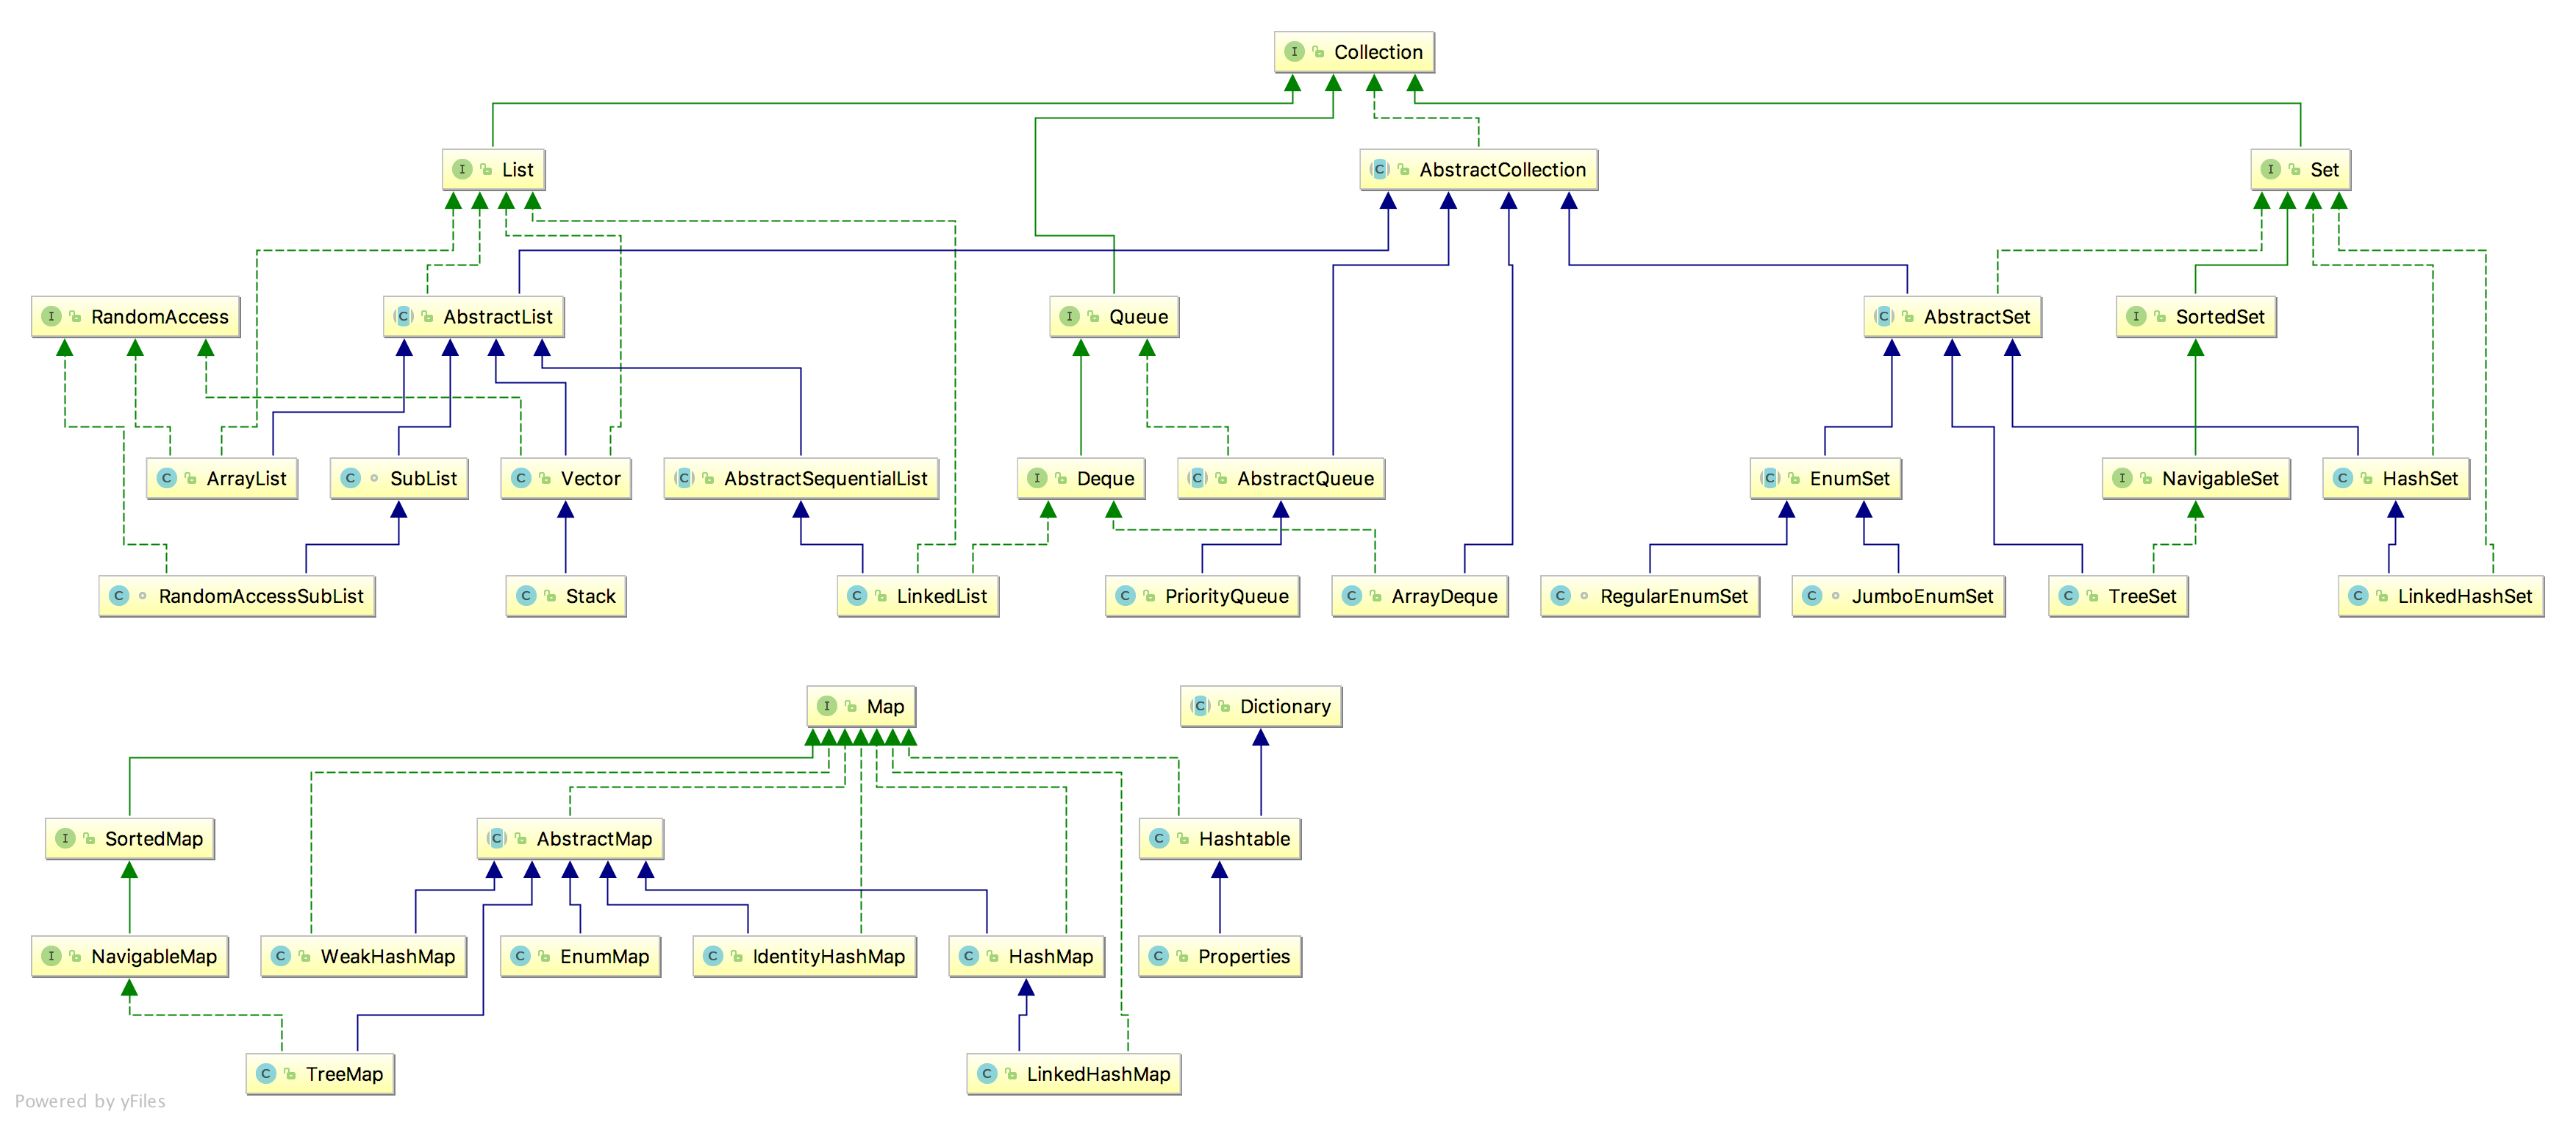 I Collection
I List
C AbstractCollection
I Set
I RandomAccess
C AbstractList
I Queue
C AbstractSet
I SortedSet
C ArrayList
C SubList
C Vector
C AbstractSequentialList
I Deque
C AbstractQueue
C EnumSet
I NavigableSet
C HashSet
C RandomAccessSubList
C Stack
C LinkedList
C PriorityQueue
C ArrayDeque
C RegularEnumSet
C JumboEnumSet
C TreeSet
C LinkedHashSet
I Map
C Dictionary
I SortedMap
C AbstractMap
C Hashtable
I NavigableMap
C WeakHashMap
C EnumMap
C IdentityHashMap
C HashMap
C Properties
C TreeMap
C LinkedHashMap
Powered by yFiles